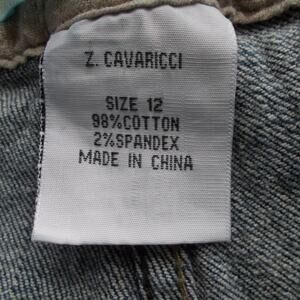 Z. CAVARICCI
SIZE 12
98%COTTON
2%SPANDEX
MADE IN CHINA